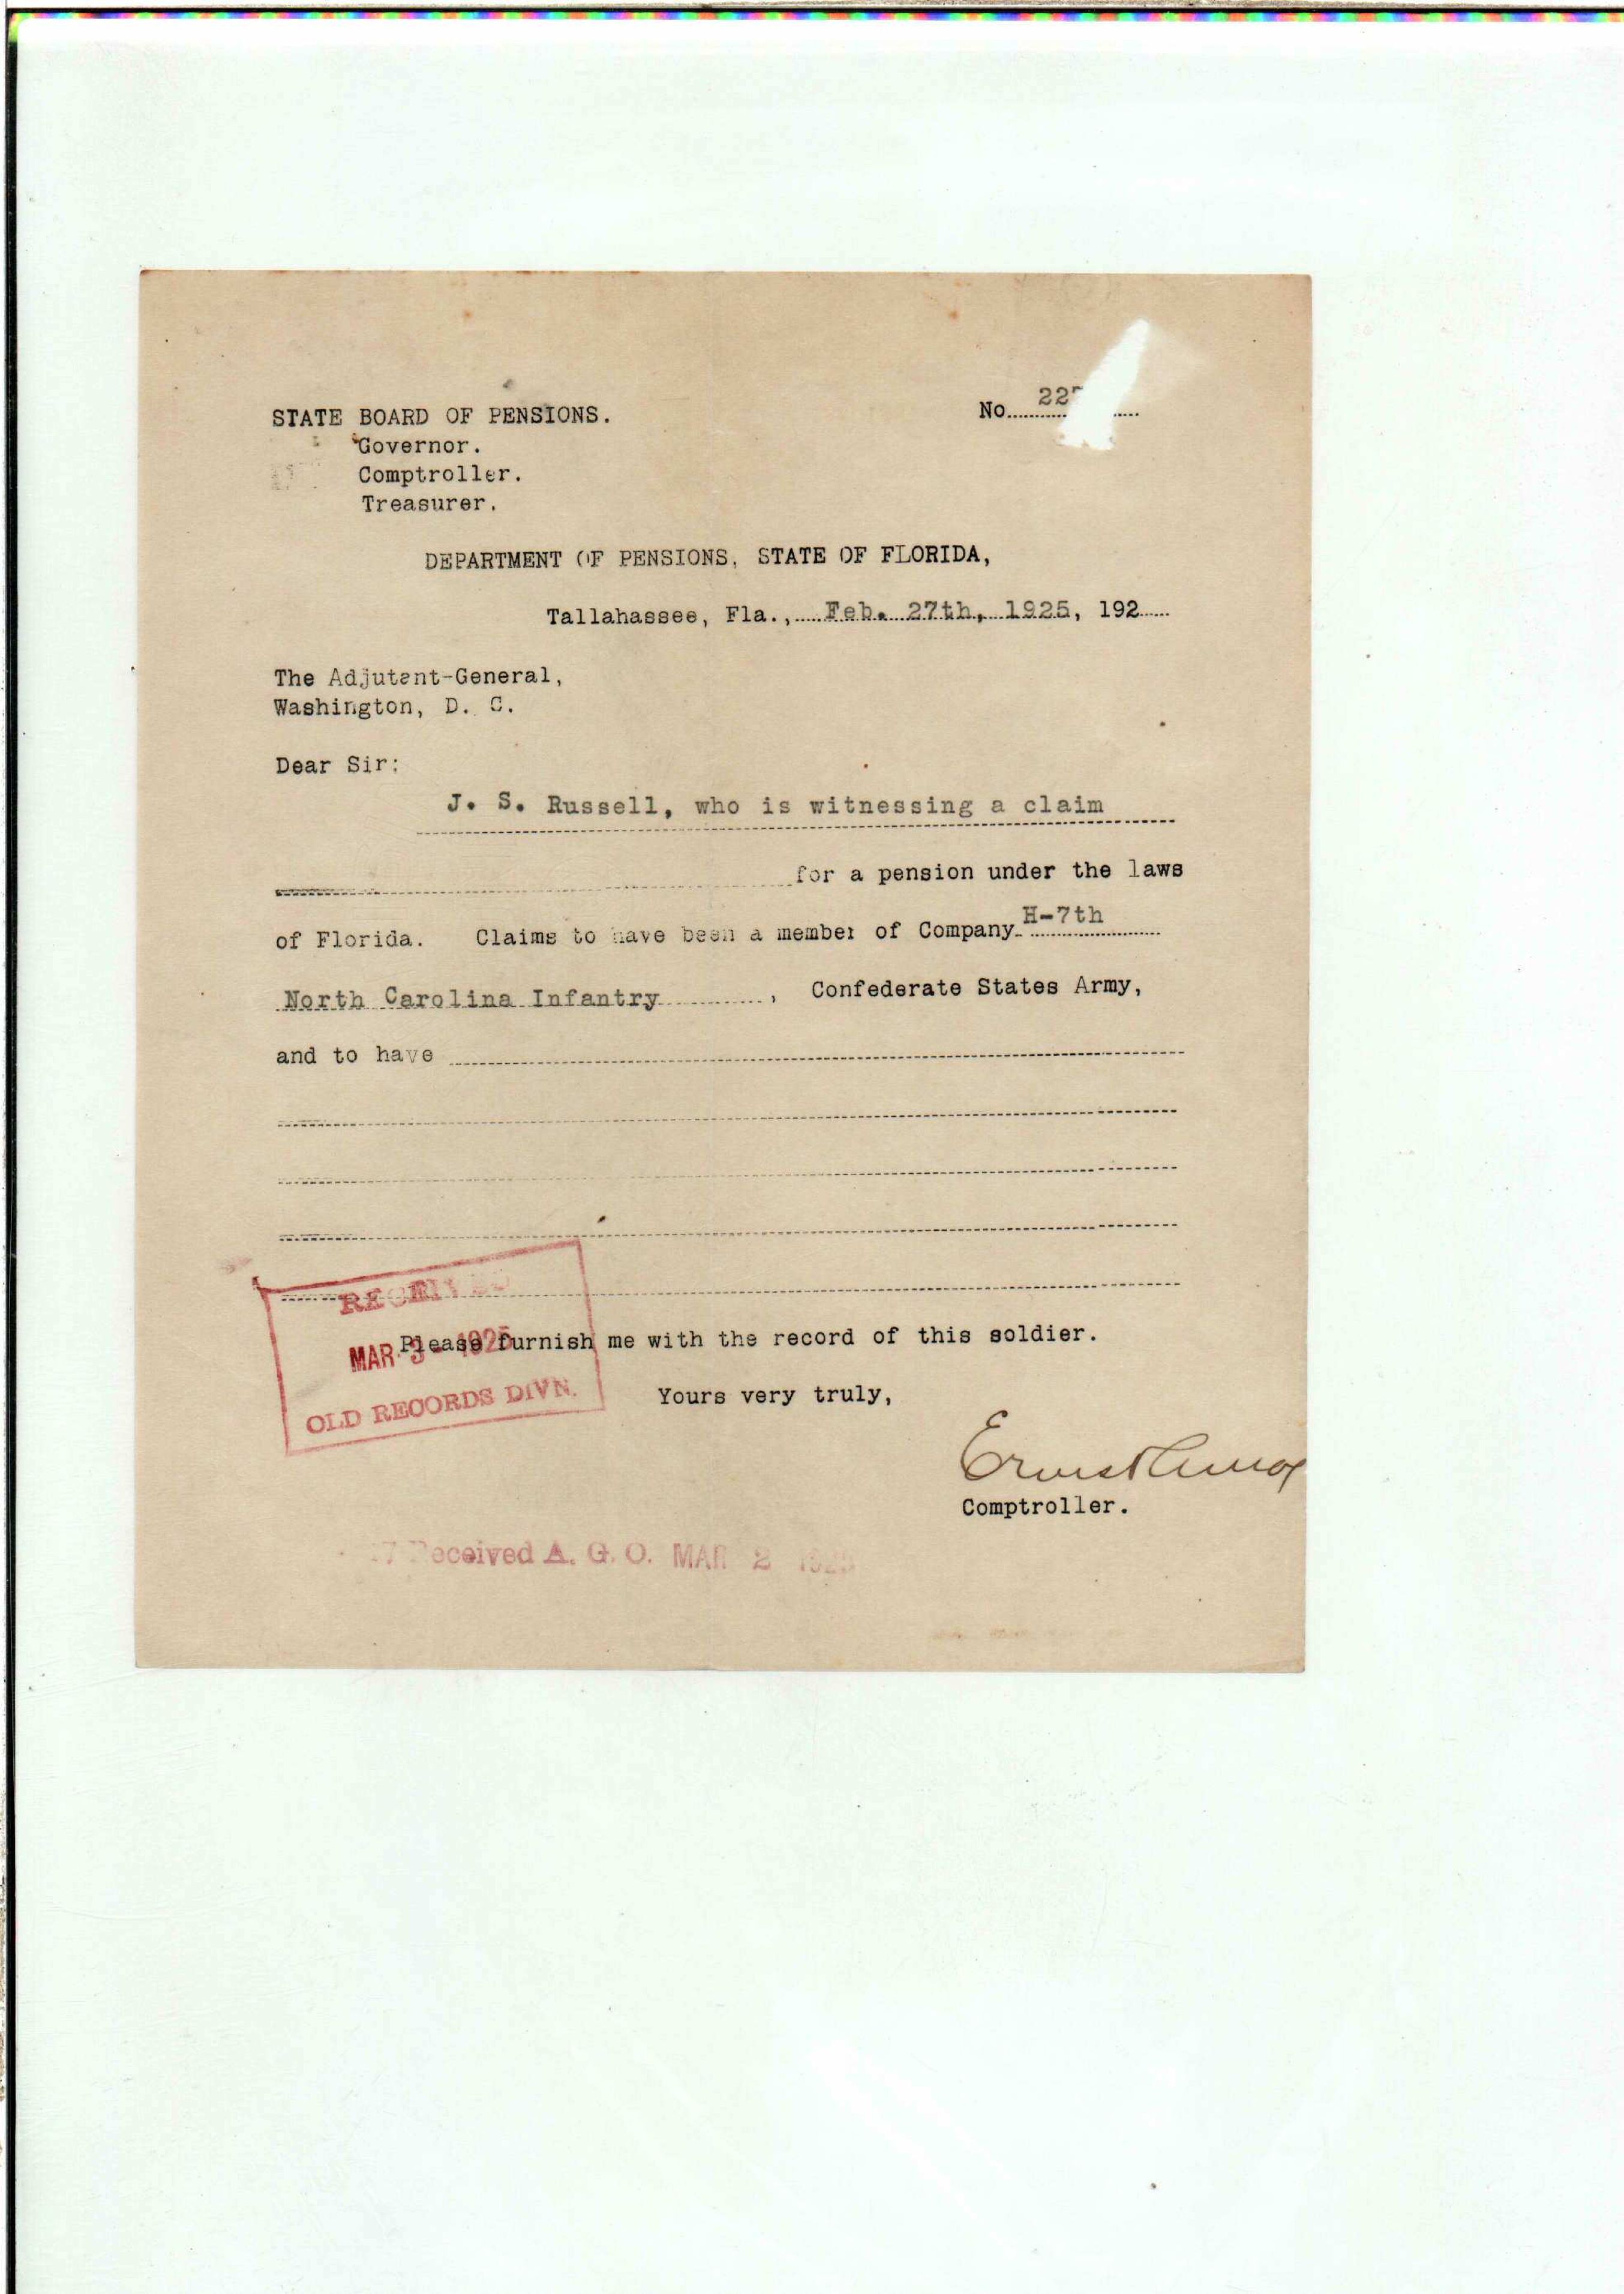 No. 22
STATE BOARD OF PENSIONS.
Governor.
Comptroller.
Treasurer.
DEPARTMENT OF PENSIONS, STATE OF FLORIDA,
Tallahassee, Fla., Feb. 27th, 1925, 192
The Adjutant-General,
Washington, D. C.
Dear Sir:
J. S. Russell, who is witnessing a claim
for a pension under the laws
of Florida. Claims to have been a member of Company H-7th
North Carolina Infantry, Confederate States Army,
and to have
RECEIVED
MAR 3 - 1925
OLD RECORDS DIVN.
Please furnish me with the record of this soldier.
Yours very truly,
Ernest Amos
Comptroller.
Received A. G. O. MAR 2 1925